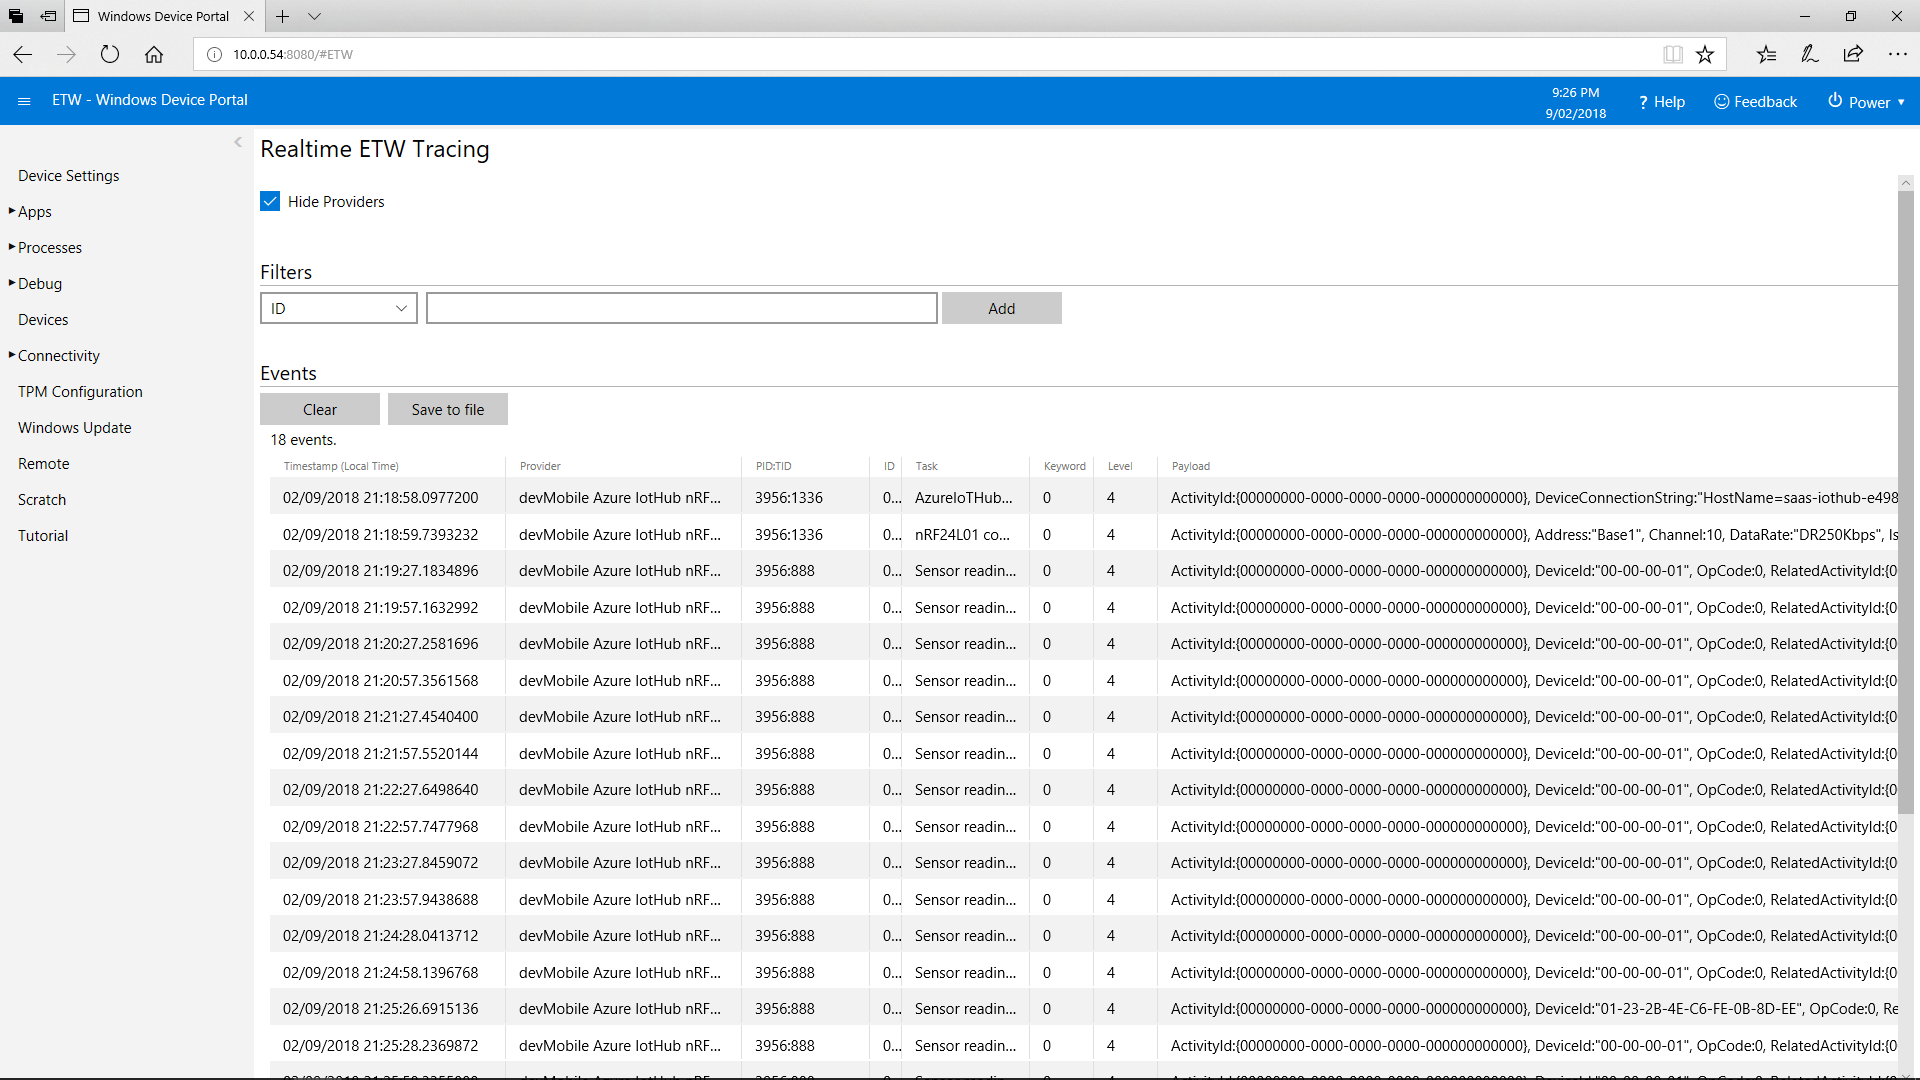 Windows Device Portal
10.0.0.54:8080/#ETW
ETW - Windows Device Portal
9:26 PM
9/02/2018
? Help
Feedback
Power
Realtime ETW Tracing
Device Settings
Apps
Processes
Debug
Devices
Connectivity
TPM Configuration
Windows Update
Remote
Scratch
Tutorial
Hide Providers
Filters
ID
Add
Events
Clear
Save to file
18 events.
Timestamp (Local Time) Provider PID:TID ID Task Keyword Level Payload
02/09/2018 21:18:58.0977200 devMobile Azure IotHub nRF... 3956:1336 0... AzureIoTHub... 0 4 ActivityId:{00000000-0000-0000-0000-000000000000}, DeviceConnectionString:"HostName=saas-iothub-e498
02/09/2018 21:18:59.7393232 devMobile Azure IotHub nRF... 3956:1336 0... nRF24L01 co... 0 4 ActivityId:{00000000-0000-0000-0000-000000000000}, Address:"Base1", Channel:10, DataRate:"DR250Kbps", Is
02/09/2018 21:19:27.1834896 devMobile Azure IotHub nRF... 3956:888 0... Sensor readin... 0 4 ActivityId:{00000000-0000-0000-0000-000000000000}, DeviceId:"00-00-00-01", OpCode:0, RelatedActivityId:{0
02/09/2018 21:19:57.1632992 devMobile Azure IotHub nRF... 3956:888 0... Sensor readin... 0 4 ActivityId:{00000000-0000-0000-0000-000000000000}, DeviceId:"00-00-00-01", OpCode:0, RelatedActivityId:{0
02/09/2018 21:20:27.2581696 devMobile Azure IotHub nRF... 3956:888 0... Sensor readin... 0 4 ActivityId:{00000000-0000-0000-0000-000000000000}, DeviceId:"00-00-00-01", OpCode:0, RelatedActivityId:{0
02/09/2018 21:20:57.3561568 devMobile Azure IotHub nRF... 3956:888 0... Sensor readin... 0 4 ActivityId:{00000000-0000-0000-0000-000000000000}, DeviceId:"00-00-00-01", OpCode:0, RelatedActivityId:{0
02/09/2018 21:21:27.4540400 devMobile Azure IotHub nRF... 3956:888 0... Sensor readin... 0 4 ActivityId:{00000000-0000-0000-0000-000000000000}, DeviceId:"00-00-00-01", OpCode:0, RelatedActivityId:{0
02/09/2018 21:21:57.5520144 devMobile Azure IotHub nRF... 3956:888 0... Sensor readin... 0 4 ActivityId:{00000000-0000-0000-0000-000000000000}, DeviceId:"00-00-00-01", OpCode:0, RelatedActivityId:{0
02/09/2018 21:22:27.6498640 devMobile Azure IotHub nRF... 3956:888 0... Sensor readin... 0 4 ActivityId:{00000000-0000-0000-0000-000000000000}, DeviceId:"00-00-00-01", OpCode:0, RelatedActivityId:{0
02/09/2018 21:22:57.7477968 devMobile Azure IotHub nRF... 3956:888 0... Sensor readin... 0 4 ActivityId:{00000000-0000-0000-0000-000000000000}, DeviceId:"00-00-00-01", OpCode:0, RelatedActivityId:{0
02/09/2018 21:23:27.8459072 devMobile Azure IotHub nRF... 3956:888 0... Sensor readin... 0 4 ActivityId:{00000000-0000-0000-0000-000000000000}, DeviceId:"00-00-00-01", OpCode:0, RelatedActivityId:{0
02/09/2018 21:23:57.9438688 devMobile Azure IotHub nRF... 3956:888 0... Sensor readin... 0 4 ActivityId:{00000000-0000-0000-0000-000000000000}, DeviceId:"00-00-00-01", OpCode:0, RelatedActivityId:{0
02/09/2018 21:24:28.0413712 devMobile Azure IotHub nRF... 3956:888 0... Sensor readin... 0 4 ActivityId:{00000000-0000-0000-0000-000000000000}, DeviceId:"00-00-00-01", OpCode:0, RelatedActivityId:{0
02/09/2018 21:24:58.1396768 devMobile Azure IotHub nRF... 3956:888 0... Sensor readin... 0 4 ActivityId:{00000000-0000-0000-0000-000000000000}, DeviceId:"00-00-00-01", OpCode:0, RelatedActivityId:{0
02/09/2018 21:25:26.6915136 devMobile Azure IotHub nRF... 3956:888 0... Sensor readin... 0 4 ActivityId:{00000000-0000-0000-0000-000000000000}, DeviceId:"01-23-2B-4E-C6-FE-0B-8D-EE", OpCode:0, Re
02/09/2018 21:25:28.2369872 devMobile Azure IotHub nRF... 3956:888 0... Sensor readin... 0 4 ActivityId:{00000000-0000-0000-0000-000000000000}, DeviceId:"00-00-00-01", OpCode:0, RelatedActivityId:{0